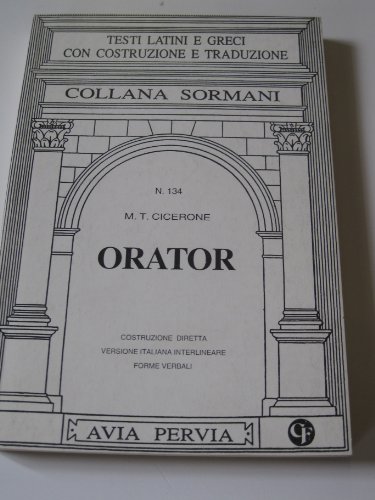 TESTI LATINI E GRECI
CON COSTRUZIONE E TRADUZIONE
COLLANA SORMANI
N. 134
M. T. CICERONE
ORATOR
COSTRUZIONE DIRETTA
VERSIONE ITALIANA INTERLINEARE
FORME VERBALI
AVIA PERVIA
CF